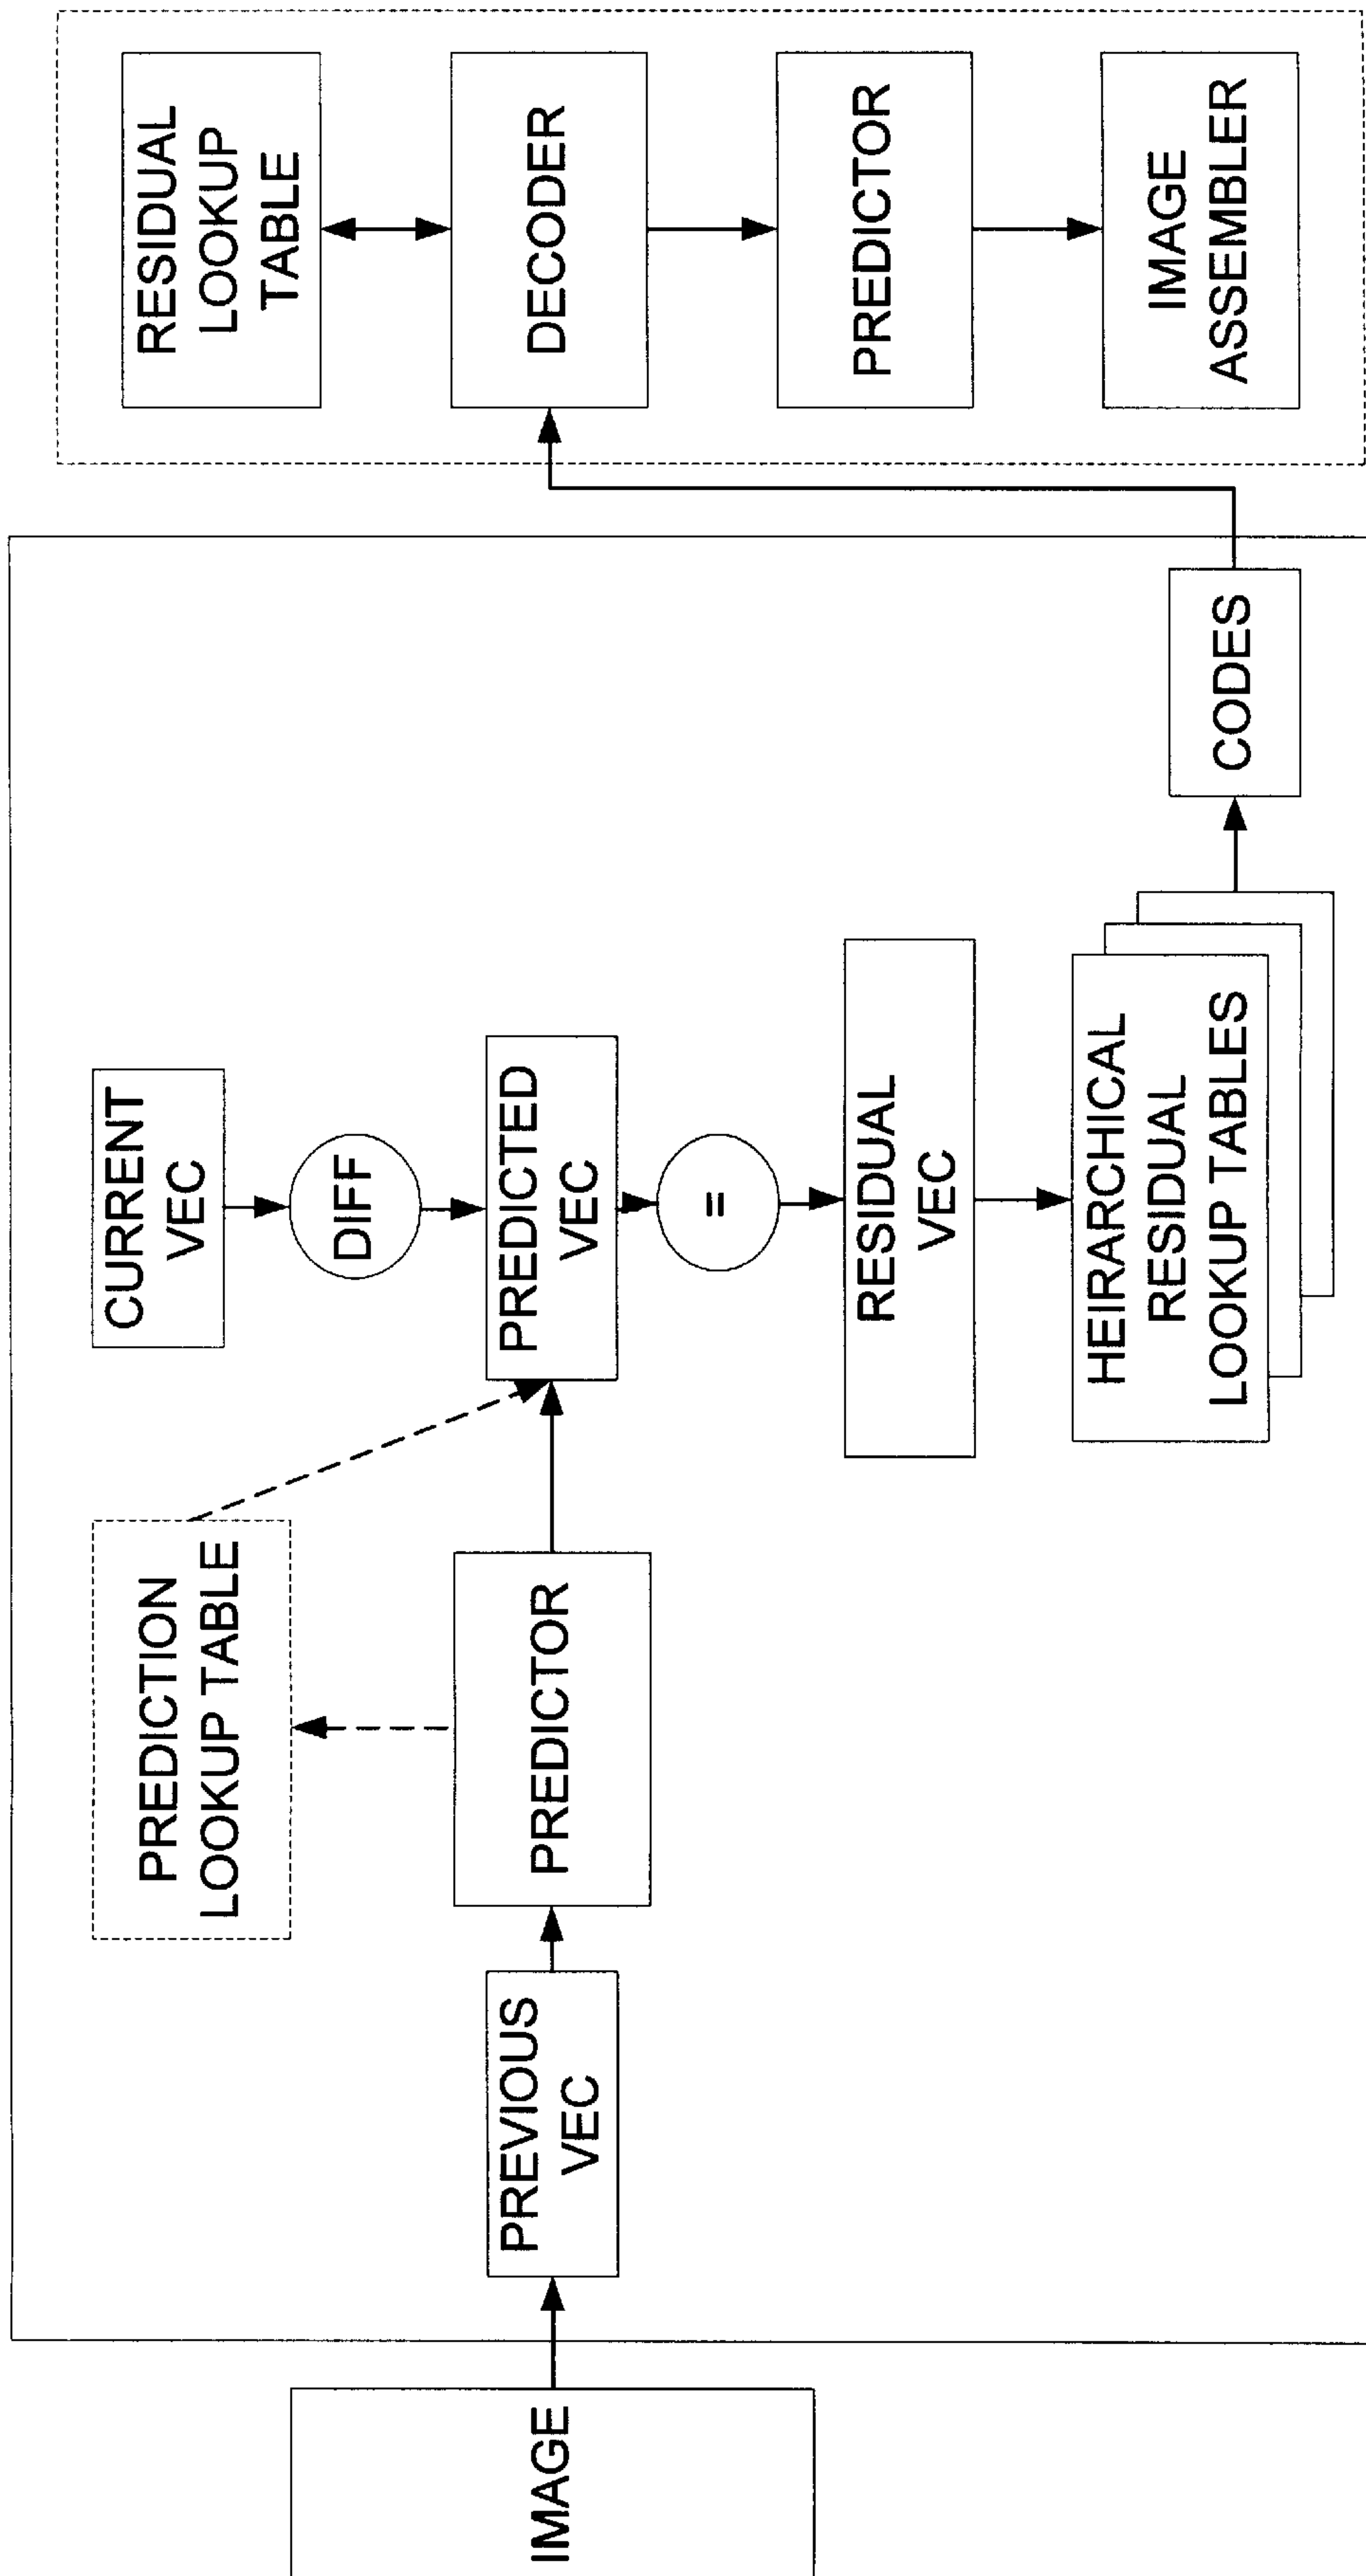 IMAGE
PREVIOUS
VEC
PREDICTOR
PREDICTION
LOOKUP TABLE
CURRENT
VEC
DIFF
PREDICTED
VEC
=
RESIDUAL
VEC
HEIRARCHICAL
RESIDUAL
LOOKUP TABLES
CODES
RESIDUAL
LOOKUP
TABLE
DECODER
PREDICTOR
IMAGE
ASSEMBLER